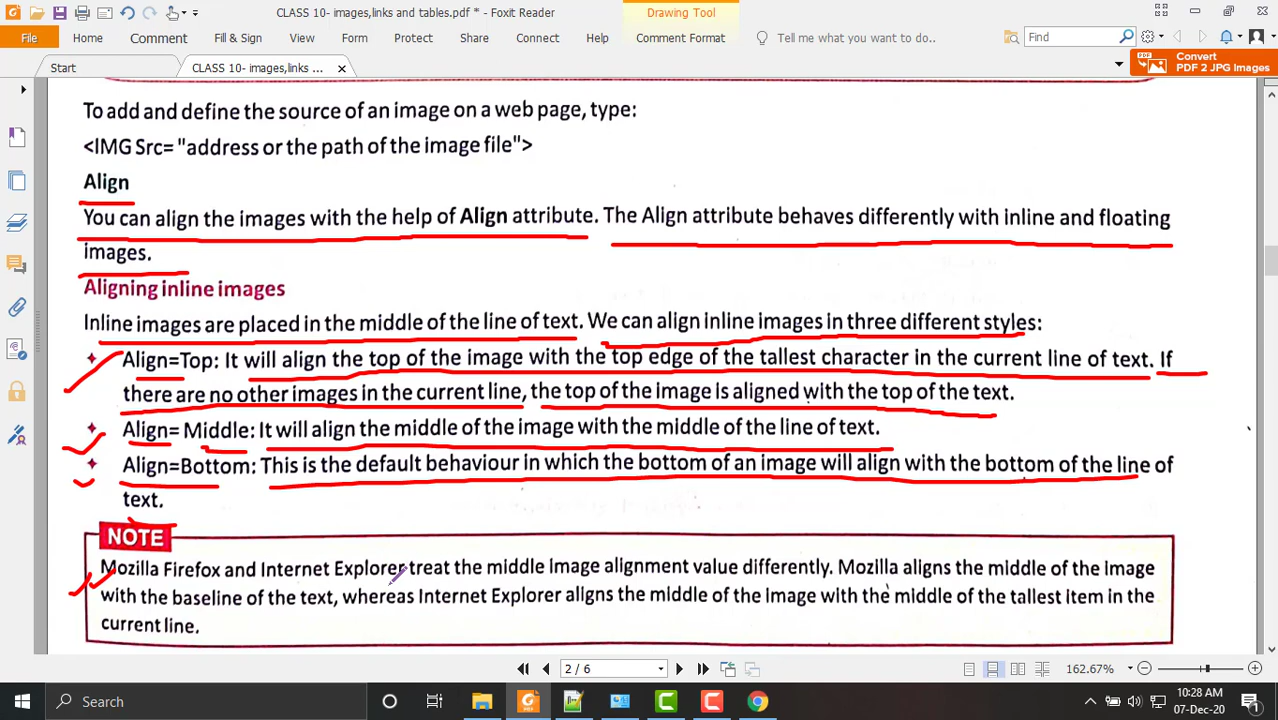 CLASS 10- images,links and tables.pdf * - Foxit Reader
Drawing Tool
File Home Comment Fill & Sign View Form Protect Share Connect Help Comment Format Tell me what you want to do.. Find
Start
CLASS 10- images,links ...
Convert
PDF 2 JPG Images
To add and define the source of an image on a web page, type:
<IMG Src= "address or the path of the image file">
Align
You can align the images with the help of Align attribute. The Align attribute behaves differently with inline and floating
images.
Aligning inline images
Inline images are placed in the middle of the line of text. We can align inline images in three different styles:
Align=Top: It will align the top of the image with the top edge of the tallest character in the current line of text. If
there are no other images in the current line, the top of the image is aligned with the top of the text.
Align= Middle: It will align the middle of the image with the middle of the line of text.
Align=Bottom: This is the default behaviour in which the bottom of an image will align with the bottom of the line of
text.
NOTE
Mozilla Firefox and Internet Explorer treat the middle image alignment value differently. Mozilla aligns the middle of the image
with the baseline of the text, whereas Internet Explorer aligns the middle of the image with the middle of the tallest item in the
current line.
2 / 6
162.67%
Search
10:28 AM
07-Dec-20